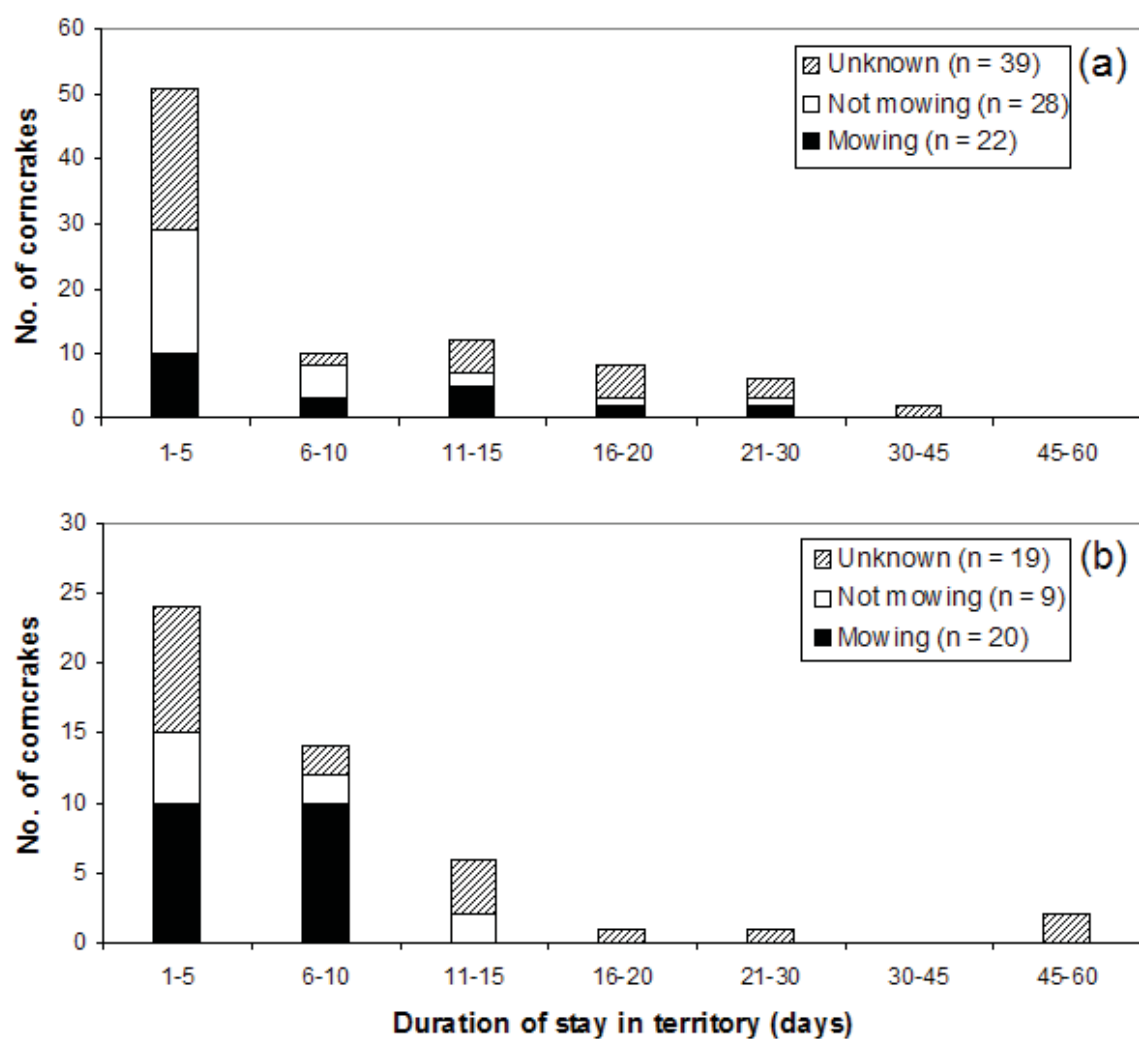 60
50
40
30
20
10
0
No. of corncrakes
Unknown (n = 39)
Not mowing (n = 28)
Mowing (n = 22)
(a)
1-5 6-10 11-15 16-20 21-30 30-45 45-60
30
25
20
15
10
5
0
No. of corncrakes
Unknown (n = 19)
Not mowing (n = 9)
Mowing (n = 20)
(b)
1-5 6-10 11-15 16-20 21-30 30-45 45-60
Duration of stay in territory (days)